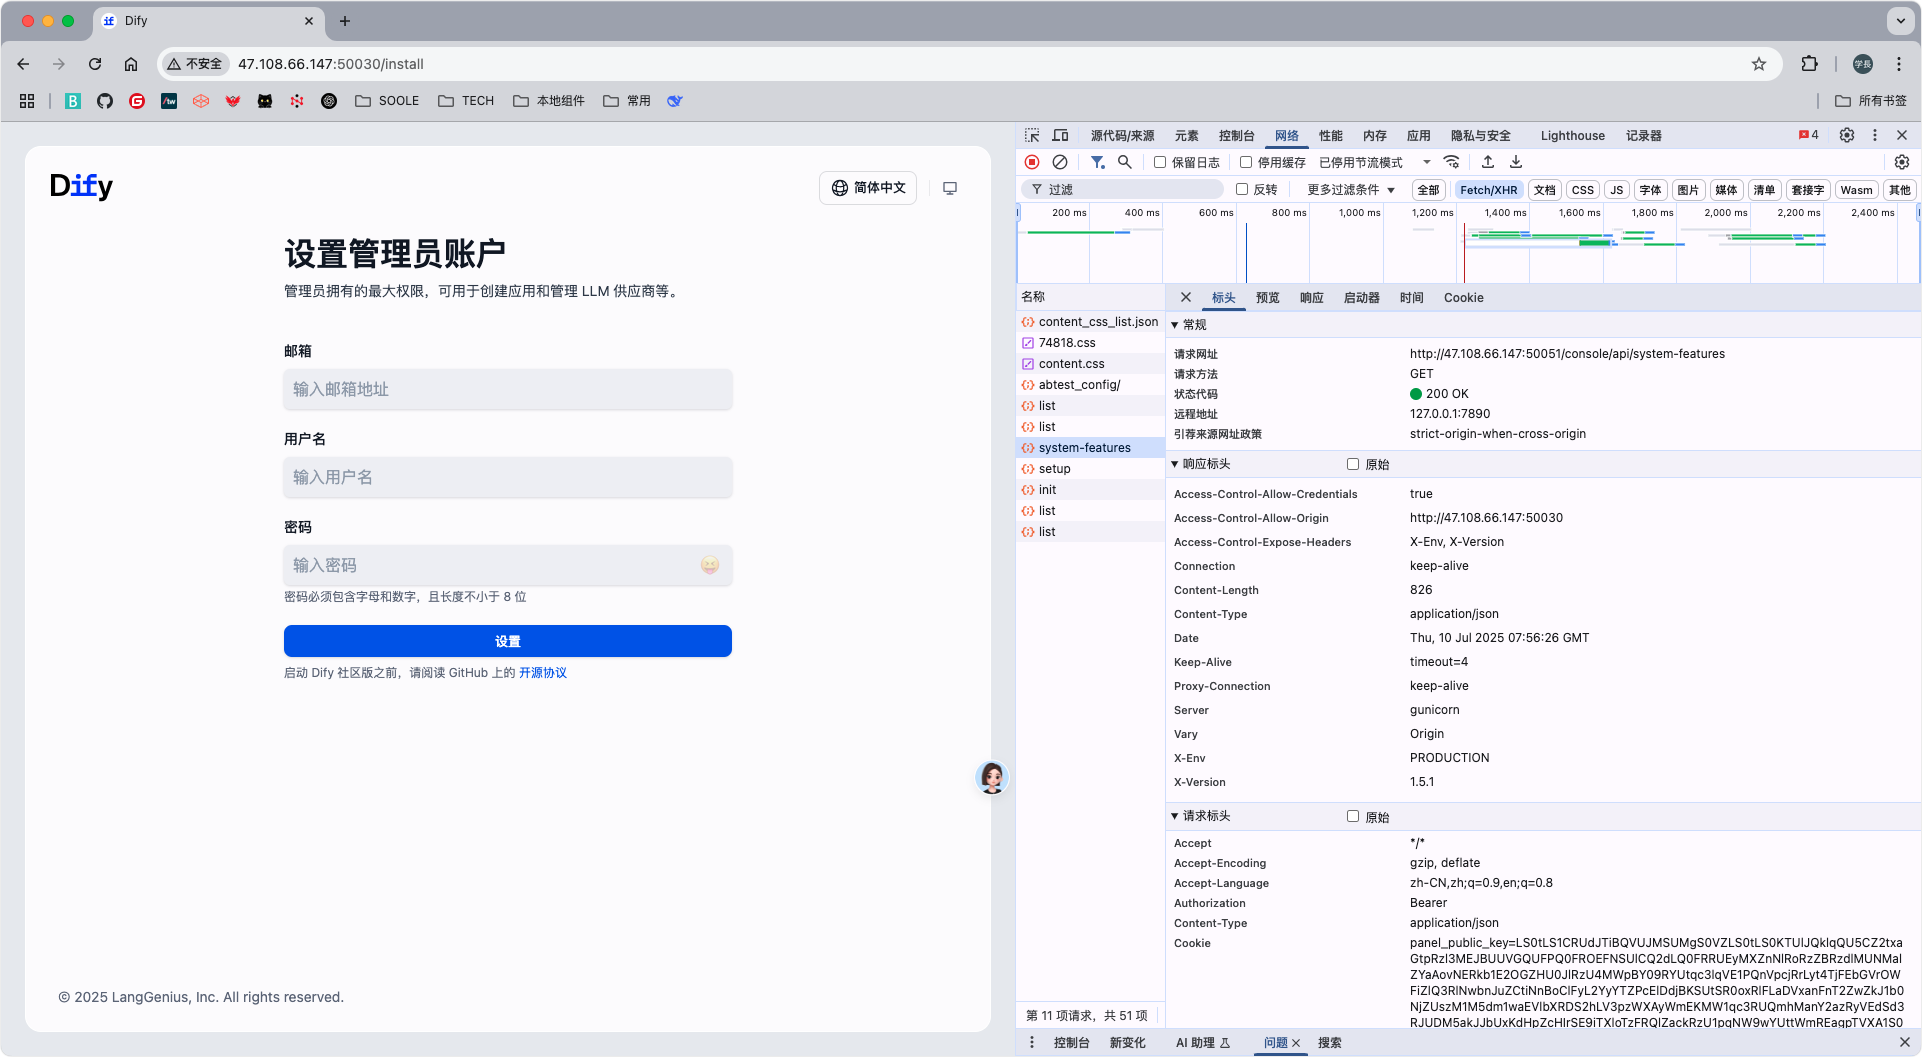 Dify
不安全
47.108.66.147:50030/install
SOOLE
TECH
本地组件
常用
所有书签
Dify
简体中文
设置管理员账户
管理员拥有的最大权限，可用于创建应用和管理 LLM 供应商等。
邮箱
输入邮箱地址
用户名
输入用户名
密码
输入密码
密码必须包含字母和数字，且长度不小于 8 位
设置
启动 Dify 社区版之前，请阅读 GitHub 上的 开源协议
© 2025 LangGenius, Inc. All rights reserved.
源代码/来源 元素 控制台 网络 性能 内存 应用 隐私与安全 Lighthouse 记录器 4
保留日志 停用缓存 已停用节流模式
过滤 反转 更多过滤条件 全部 Fetch/XHR 文档 CSS JS 字体 图片 媒体 清单 套接字 Wasm 其他
200 ms 400 ms 600 ms 800 ms 1,000 ms 1,200 ms 1,400 ms 1,600 ms 1,800 ms 2,000 ms 2,200 ms 2,400 ms
名称
content_css_list.json
74818.css
content.css
abtest_config/
list
list
system-features
setup
init
list
list
第 11 项请求，共 51 项
标头 预览 响应 启动器 时间 Cookie
常规
请求网址 http://47.108.66.147:50051/console/api/system-features
请求方法 GET
状态代码 200 OK
远程地址 127.0.0.1:7890
引荐来源网址政策 strict-origin-when-cross-origin
响应标头 原始
Access-Control-Allow-Credentials true
Access-Control-Allow-Origin http://47.108.66.147:50030
Access-Control-Expose-Headers X-Env, X-Version
Connection keep-alive
Content-Length 826
Content-Type application/json
Date Thu, 10 Jul 2025 07:56:26 GMT
Keep-Alive timeout=4
Proxy-Connection keep-alive
Server gunicorn
Vary Origin
X-Env PRODUCTION
X-Version 1.5.1
请求标头 原始
Accept */*
Accept-Encoding gzip, deflate
Accept-Language zh-CN,zh;q=0.9,en;q=0.8
Authorization Bearer
Content-Type application/json
Cookie
控制台 新变化 AI 助理 问题 搜索